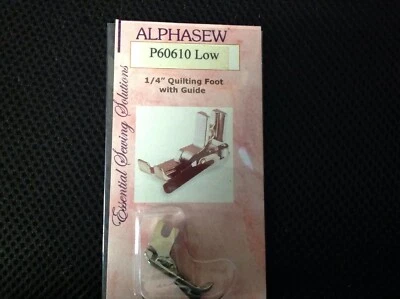 ALPHASEW
P60610 Low
1/4" Quilting Foot
with Guide
Essential Sewing Solutions